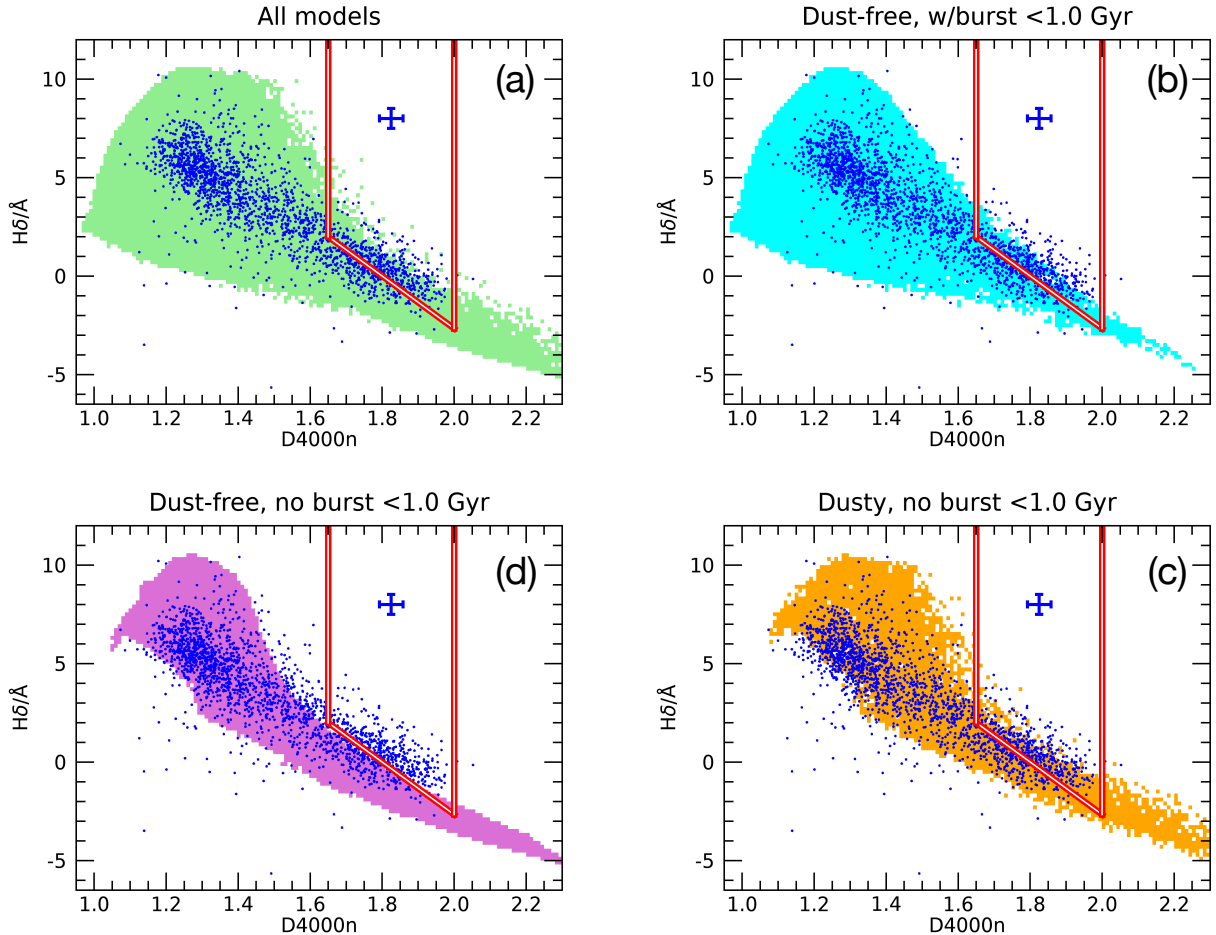 All models
(a)
10
5
0
-5
Hδ/Å
1.0 1.2 1.4 1.6 1.8 2.0 2.2
D4000n
Dust-free, w/burst <1.0 Gyr
(b)
10
5
0
-5
Hδ/Å
1.0 1.2 1.4 1.6 1.8 2.0 2.2
D4000n
Dust-free, no burst <1.0 Gyr
(d)
10
5
0
-5
Hδ/Å
1.0 1.2 1.4 1.6 1.8 2.0 2.2
D4000n
Dusty, no burst <1.0 Gyr
(c)
10
5
0
-5
Hδ/Å
1.0 1.2 1.4 1.6 1.8 2.0 2.2
D4000n